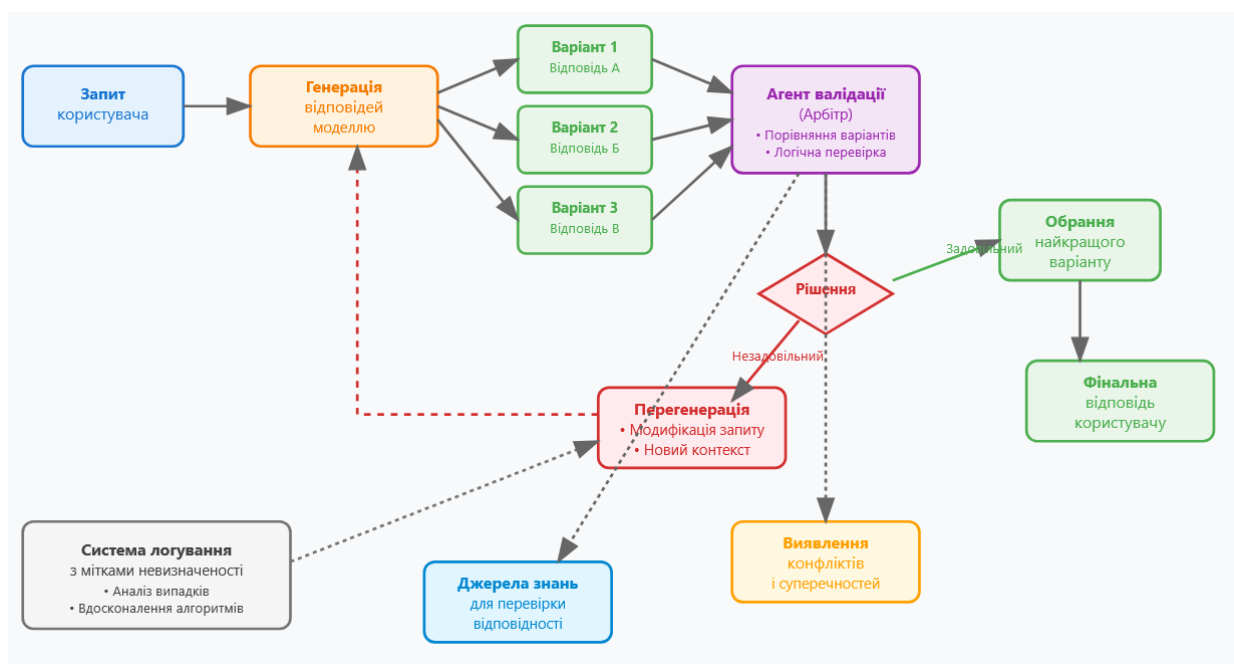 Запит
користувача
Генерація
відповідей
моделлю
Варіант 1
Відповідь А
Варіант 2
Відповідь Б
Варіант 3
Відповідь В
Агент валідації
(Арбітр)
• Порівняння варіантів
• Логічна перевірка
Рішення
Задовільний
Обрання
найкращого
варіанту
Фінальна
відповідь
користувачу
Незадовільний
Перегенерація
• Модифікація запиту
• Новий контекст
Система логування
з мітками невизначеності
• Аналіз випадків
• Вдосконалення алгоритмів
Джерела знань
для перевірки
відповідності
Виявлення
конфліктів
і суперечностей